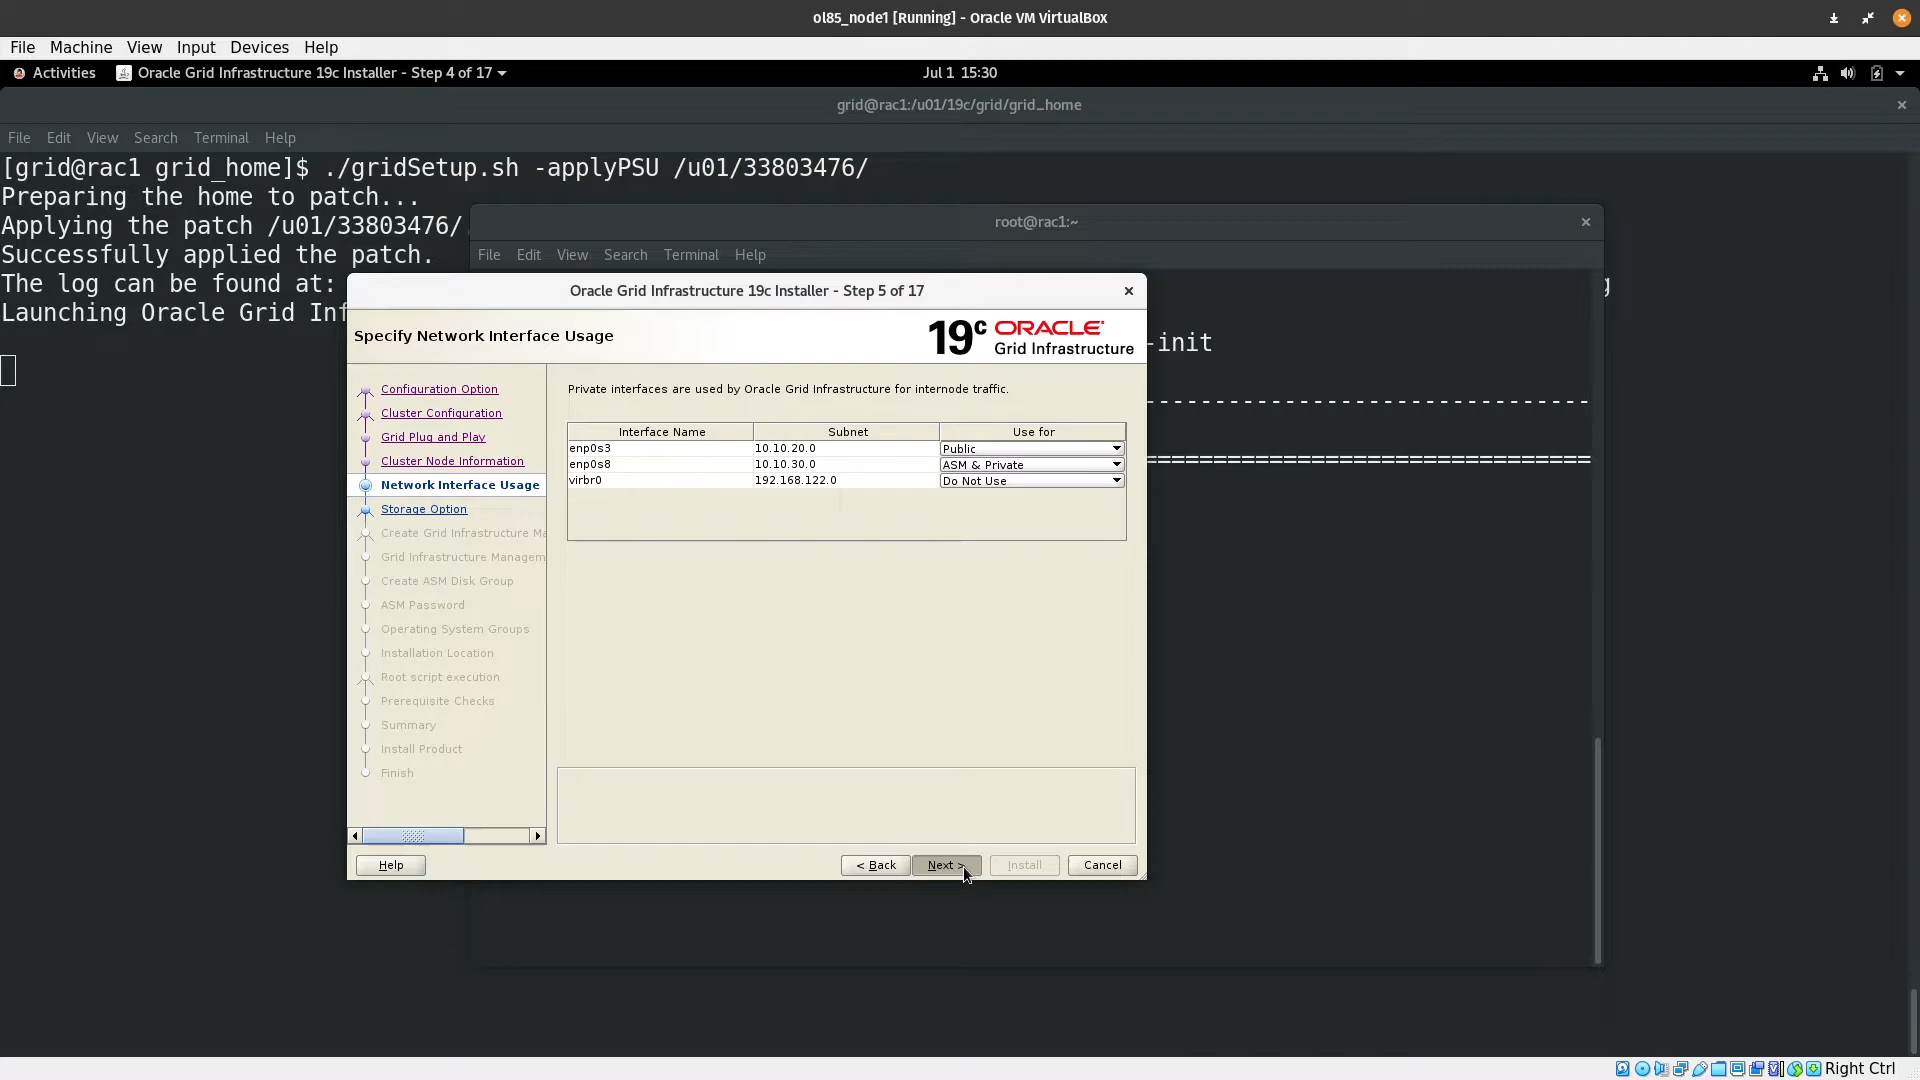 ol85_node1 [Running] - Oracle VM VirtualBox
File Machine View Input Devices Help
Activities Oracle Grid Infrastructure 19c Installer - Step 4 of 17 Jul 1 15:30
grid@rac1:/u01/19c/grid/grid_home
File Edit View Search Terminal Help
[grid@rac1 grid_home]$ ./gridSetup.sh -applyPSU /u01/33803476/
Preparing the home to patch...
Applying the patch /u01/33803476/
Successfully applied the patch.
The log can be found at:
Launching Oracle Grid Inf
root@rac1:~
File Edit View Search Terminal Help
-init
Oracle Grid Infrastructure 19c Installer - Step 5 of 17
Specify Network Interface Usage
19c ORACLE
Grid Infrastructure
Configuration Option
Cluster Configuration
Grid Plug and Play
Cluster Node Information
Network Interface Usage
Storage Option
Create Grid Infrastructure Ma
Grid Infrastructure Managem
Create ASM Disk Group
ASM Password
Operating System Groups
Installation Location
Root script execution
Prerequisite Checks
Summary
Install Product
Finish
Private interfaces are used by Oracle Grid Infrastructure for internode traffic.
Interface Name Subnet Use for
enp0s3 10.10.20.0 Public
enp0s8 10.10.30.0 ASM & Private
virbr0 192.168.122.0 Do Not Use
Help < Back Next > Install Cancel
Right Ctrl